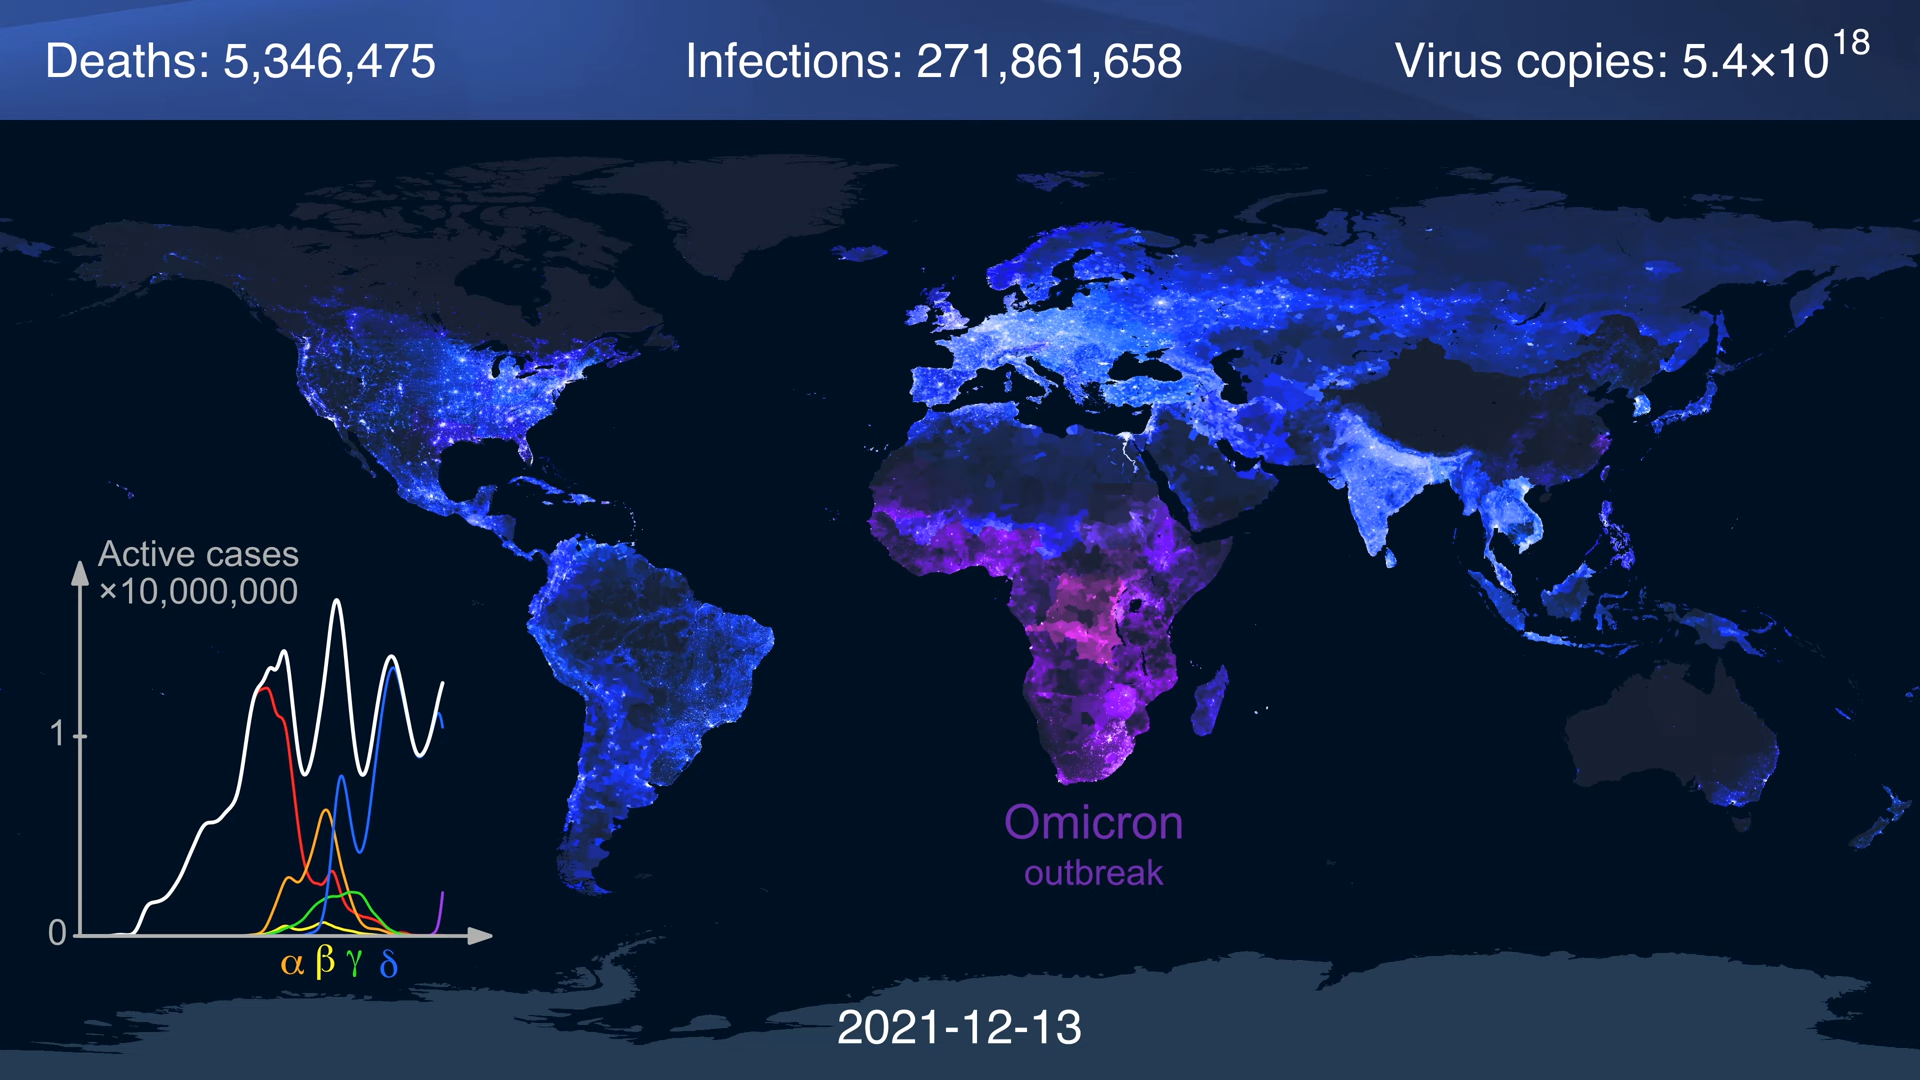 Deaths: 5,346,475
Infections: 271,861,658
Virus copies: 5.4×10¹⁸
Active cases
×10,000,000
1
0
α β γ δ
Omicron
outbreak
2021-12-13